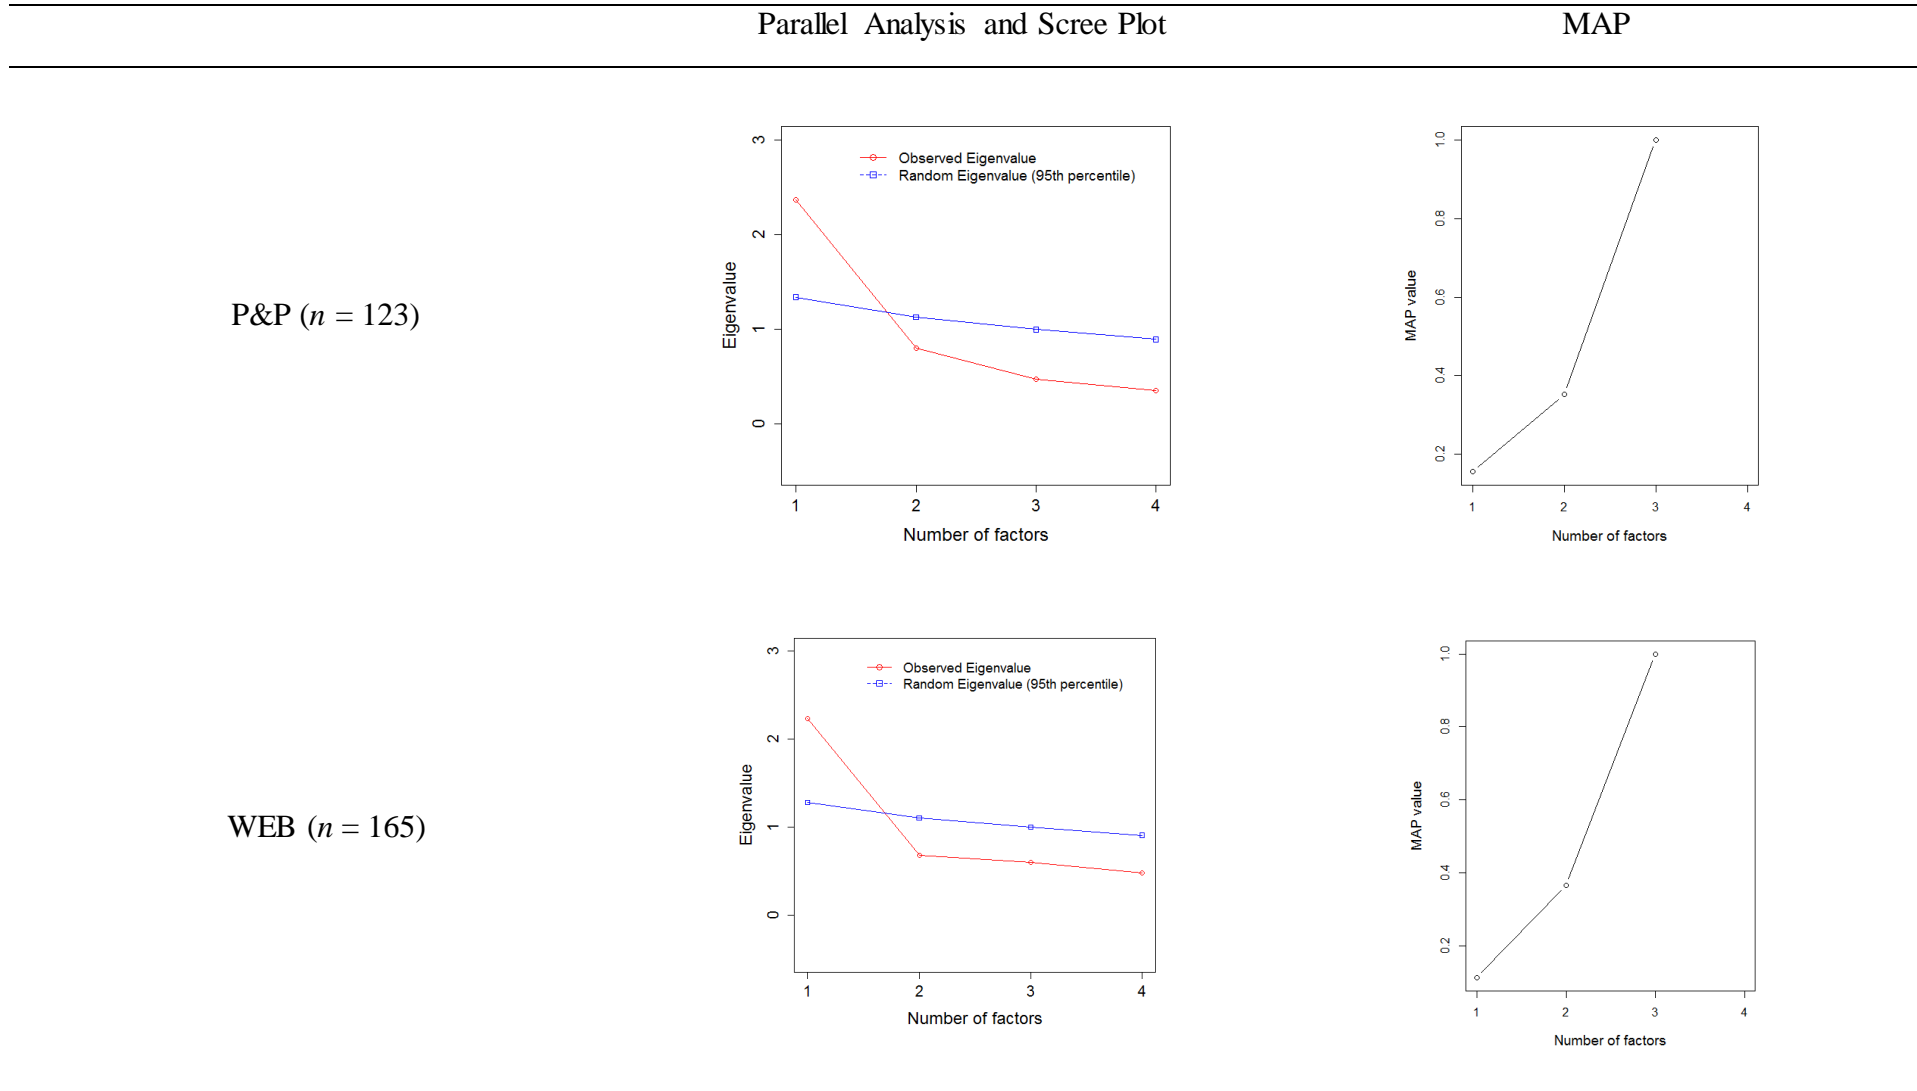 Parallel Analysis and Scree Plot MAP
P&P (n = 123)
3
2
1
0
Eigenvalue
Observed Eigenvalue
Random Eigenvalue (95th percentile)
1 2 3 4
Number of factors
1.0
0.8
0.6
0.4
0.2
MAP value
1 2 3 4
Number of factors
WEB (n = 165)
3
2
1
0
Eigenvalue
Observed Eigenvalue
Random Eigenvalue (95th percentile)
1 2 3 4
Number of factors
1.0
0.8
0.6
0.4
0.2
MAP value
1 2 3 4
Number of factors